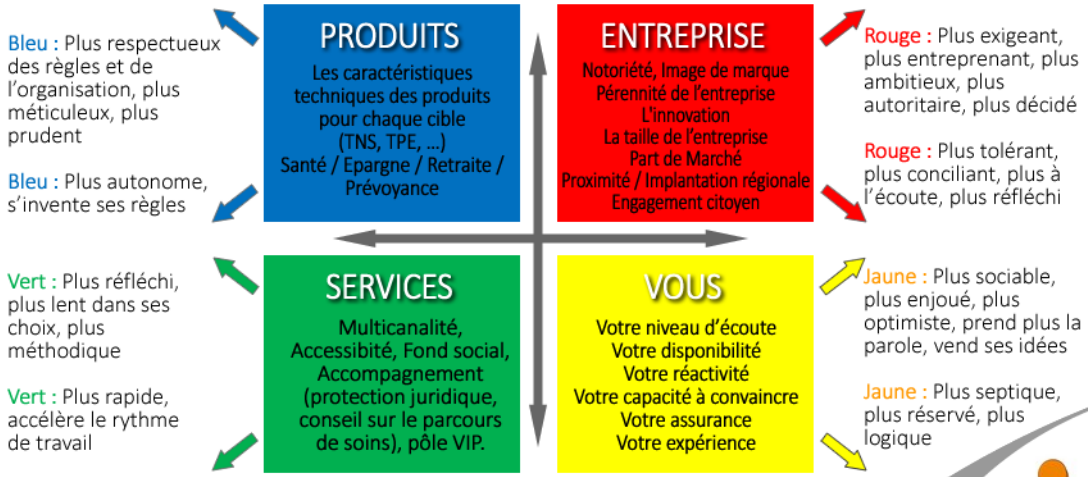 Bleu : Plus respectueux
des règles et de
l’organisation, plus
méticuleux, plus
prudent
Bleu : Plus autonome,
s’invente ses règles
PRODUITS
Les caractéristiques
techniques des produits
pour chaque cible
(TNS, TPE, ...)
Santé / Epargne / Retraite /
Prévoyance
ENTREPRISE
Notoriété, Image de marque
Pérennité de l’entreprise
L'innovation
La taille de l’entreprise
Part de Marché
Proximité / Implantation régionale
Engagement citoyen
Rouge : Plus exigeant,
plus entreprenant, plus
ambitieux, plus
autoritaire, plus décidé
Rouge : Plus tolérant,
plus conciliant, plus à
l’écoute, plus réfléchi
Vert : Plus réfléchi,
plus lent dans ses
choix, plus
méthodique
Vert : Plus rapide,
accélère le rythme
de travail
SERVICES
Multicanalité,
Accessibité, Fond social,
Accompagnement
(protection juridique,
conseil sur le parcours
de soins), pôle VIP.
VOUS
Votre niveau d’écoute
Votre disponibilité
Votre réactivité
Votre capacité à convaincre
Votre assurance
Votre expérience
Jaune : Plus sociable,
plus enjoué, plus
optimiste, prend plus la
parole, vend ses idées
Jaune : Plus septique,
plus réservé, plus
logique